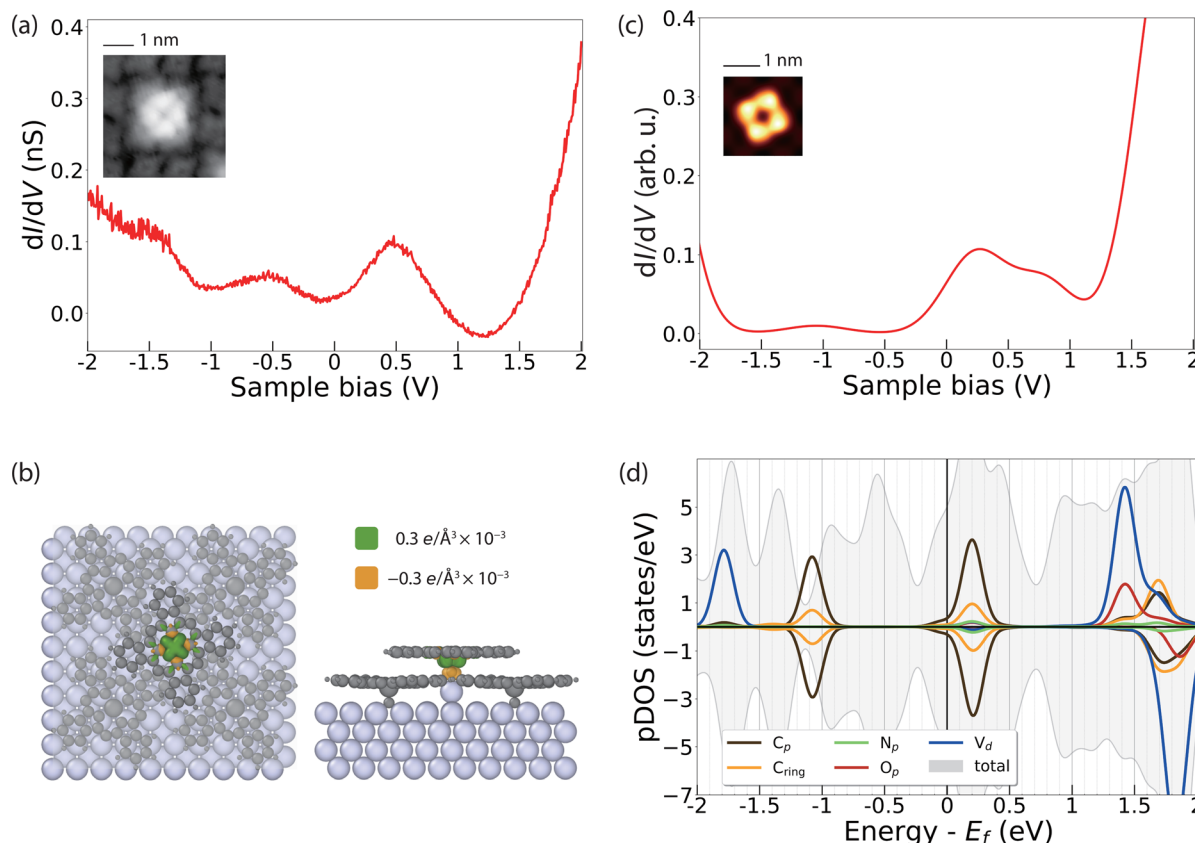 (a)
1 nm
dI/dV (nS)
0.4
0.3
0.2
0.1
0.0
-2 -1.5 -1 -0.5 0 0.5 1 1.5 2
Sample bias (V)
(c)
1 nm
dI/dV (arb. u.)
0.4
0.3
0.2
0.1
0.0
-2 -1.5 -1 -0.5 0 0.5 1 1.5 2
Sample bias (V)
(b)
0.3 e/Å³ × 10⁻³
−0.3 e/Å³ × 10⁻³
(d)
pDOS (states/eV)
5
3
1
-1
-3
-5
-7
Cₚ Nₚ V_d
C_ring Oₚ total
-2 -1.5 -1 -0.5 0 0.5 1 1.5 2
Energy - E_f (eV)